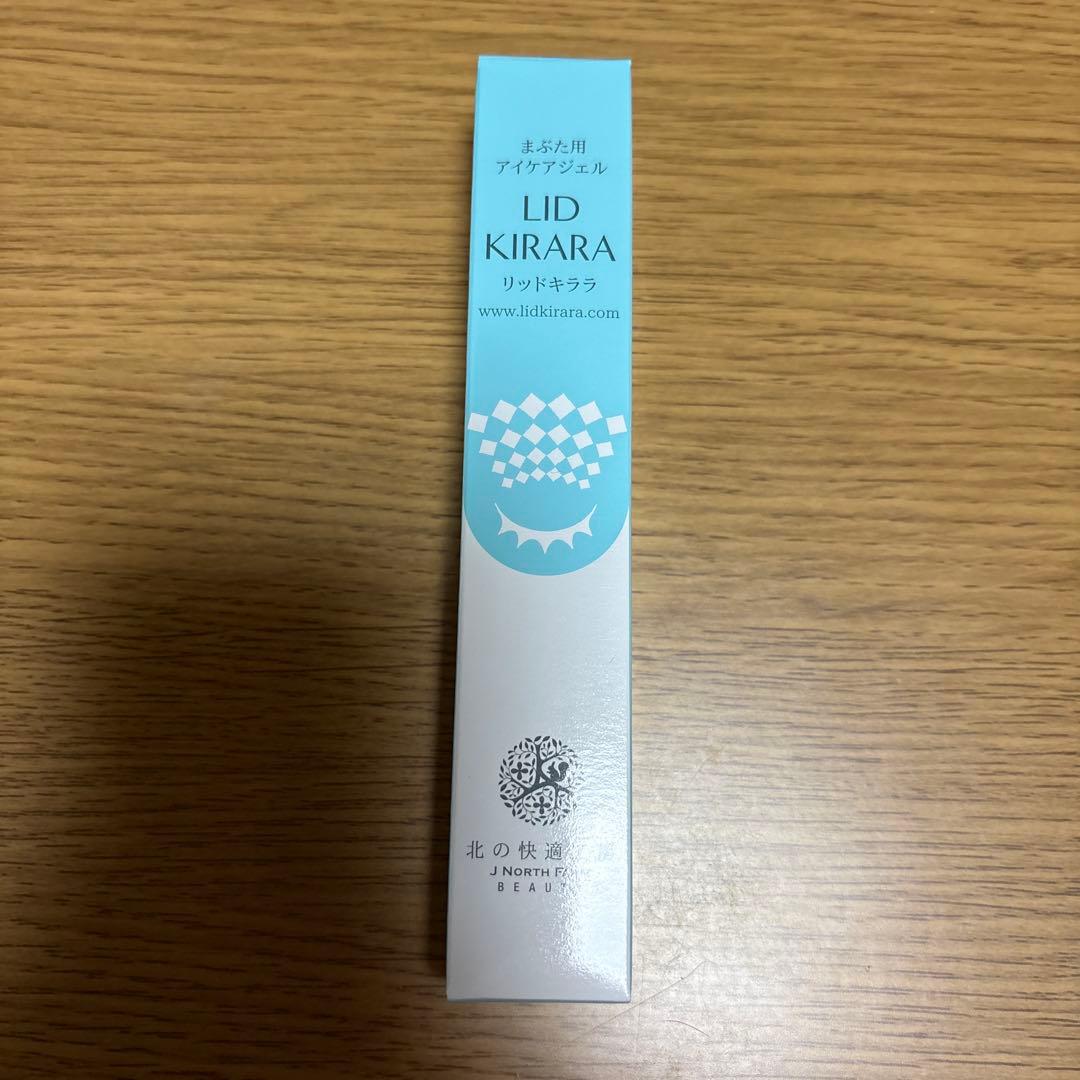 まぶた用
アイケアジェル
LID
KIRARA
リッドキララ
www.lidkirara.com
北の快適
J NORTH